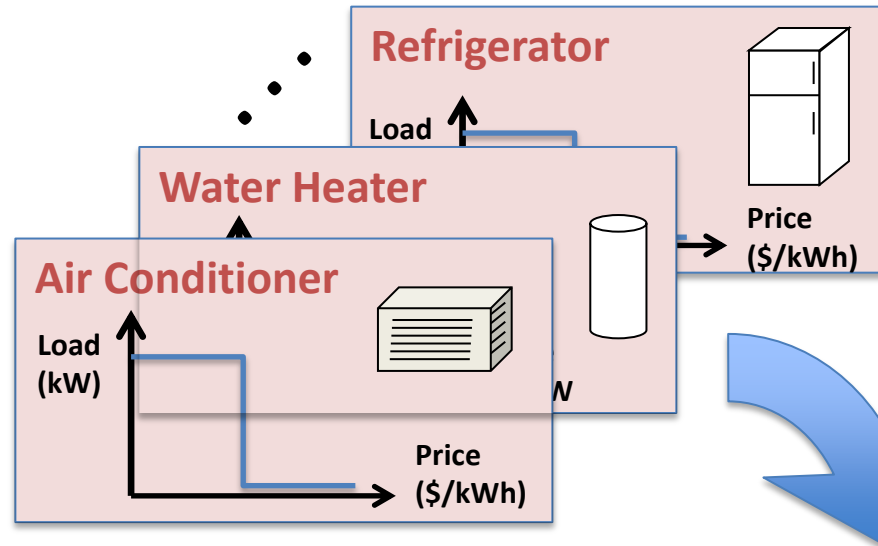 Refrigerator
Load
Price
($/kWh)
Water Heater
Air Conditioner
Load
(kW)
Price
($/kWh)